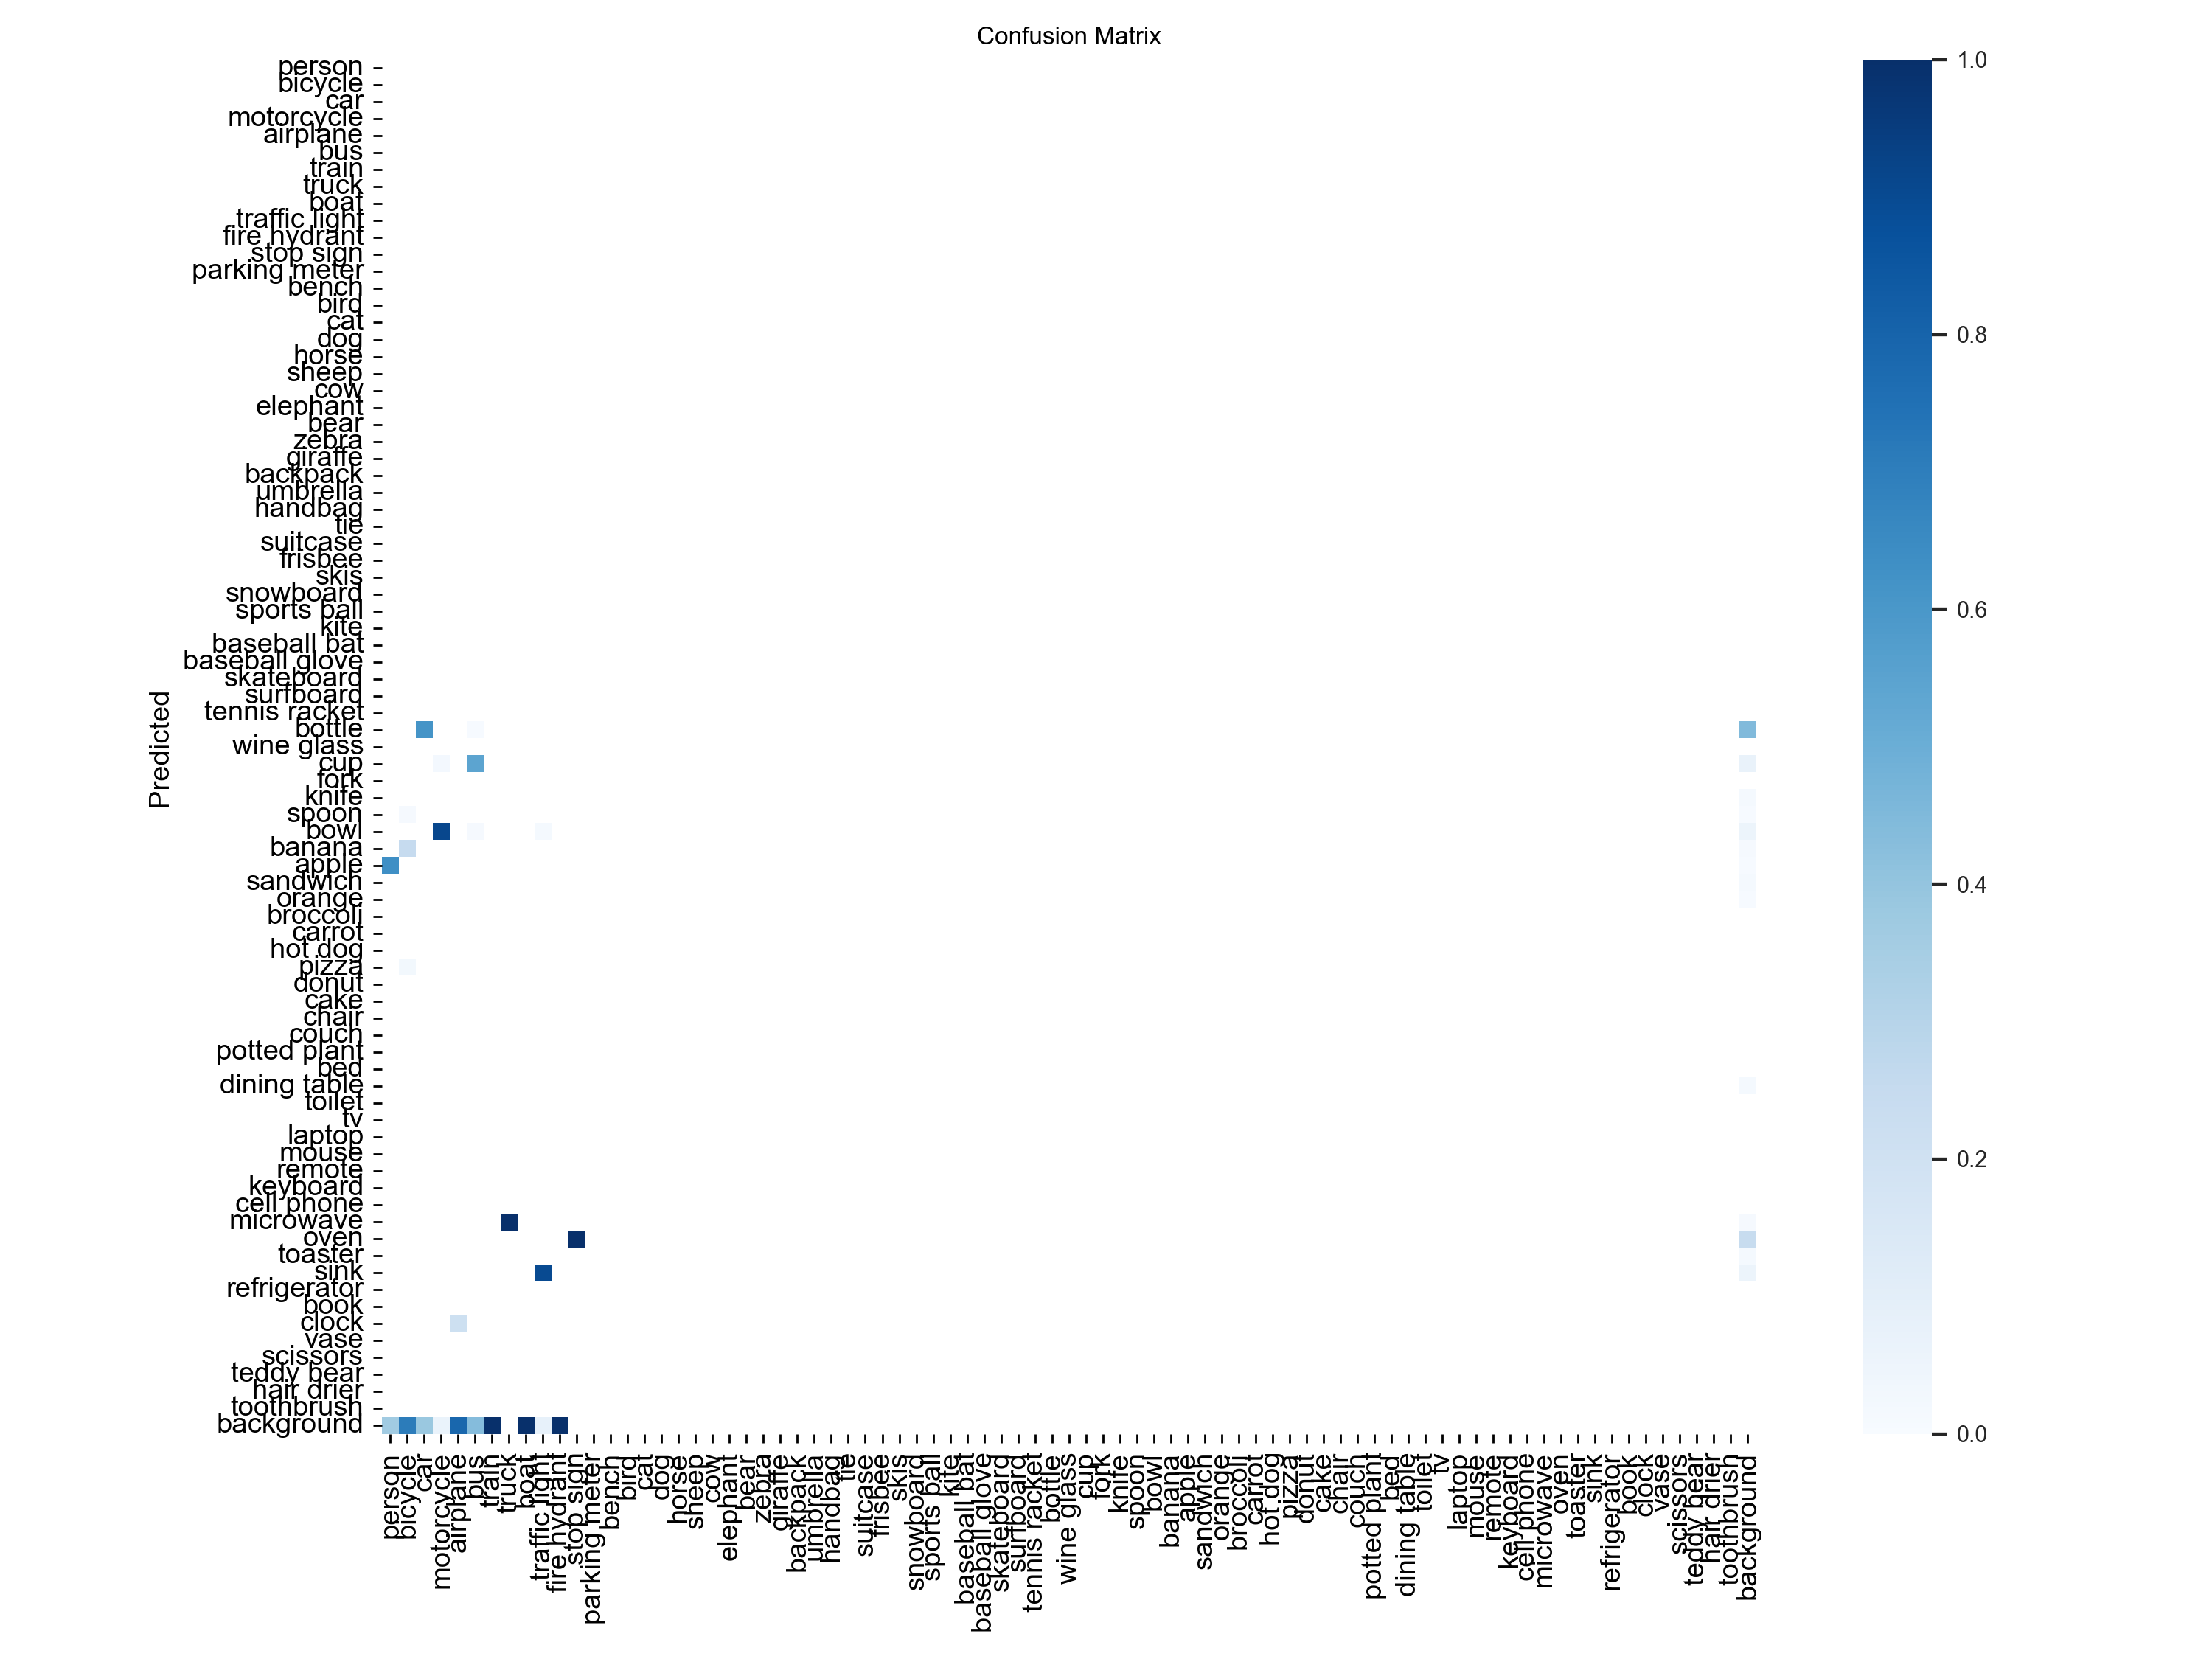 Confusion Matrix
person
bicycle
car
motorcycle
airplane
bus
train
truck
boat
traffic light
fire hydrant
stop sign
parking meter
bench
bird
cat
dog
horse
sheep
cow
elephant
bear
zebra
giraffe
backpack
umbrella
handbag
tie
suitcase
frisbee
skis
snowboard
sports ball
kite
baseball bat
baseball glove
skateboard
surfboard
tennis racket
bottle
wine glass
cup
fork
knife
spoon
bowl
banana
apple
sandwich
orange
broccoli
carrot
hot dog
pizza
donut
cake
chair
couch
potted plant
bed
dining table
toilet
tv
laptop
mouse
remote
keyboard
cell phone
microwave
oven
toaster
sink
refrigerator
book
clock
vase
scissors
teddy bear
hair drier
toothbrush
background
Predicted
person
bicycle
car
motorcycle
airplane
bus
train
truck
boat
traffic light
fire hydrant
stop sign
parking meter
bench
bird
cat
dog
horse
sheep
cow
elephant
bear
zebra
giraffe
backpack
umbrella
handbag
tie
suitcase
frisbee
skis
snowboard
sports ball
kite
baseball bat
baseball glove
skateboard
surfboard
tennis racket
bottle
wine glass
cup
fork
knife
spoon
bowl
banana
apple
sandwich
orange
broccoli
carrot
hot dog
pizza
donut
cake
chair
couch
potted plant
bed
dining table
toilet
tv
laptop
mouse
remote
keyboard
cell phone
microwave
oven
toaster
sink
refrigerator
book
clock
vase
scissors
teddy bear
hair drier
toothbrush
background
1.0
0.8
0.6
0.4
0.2
0.0